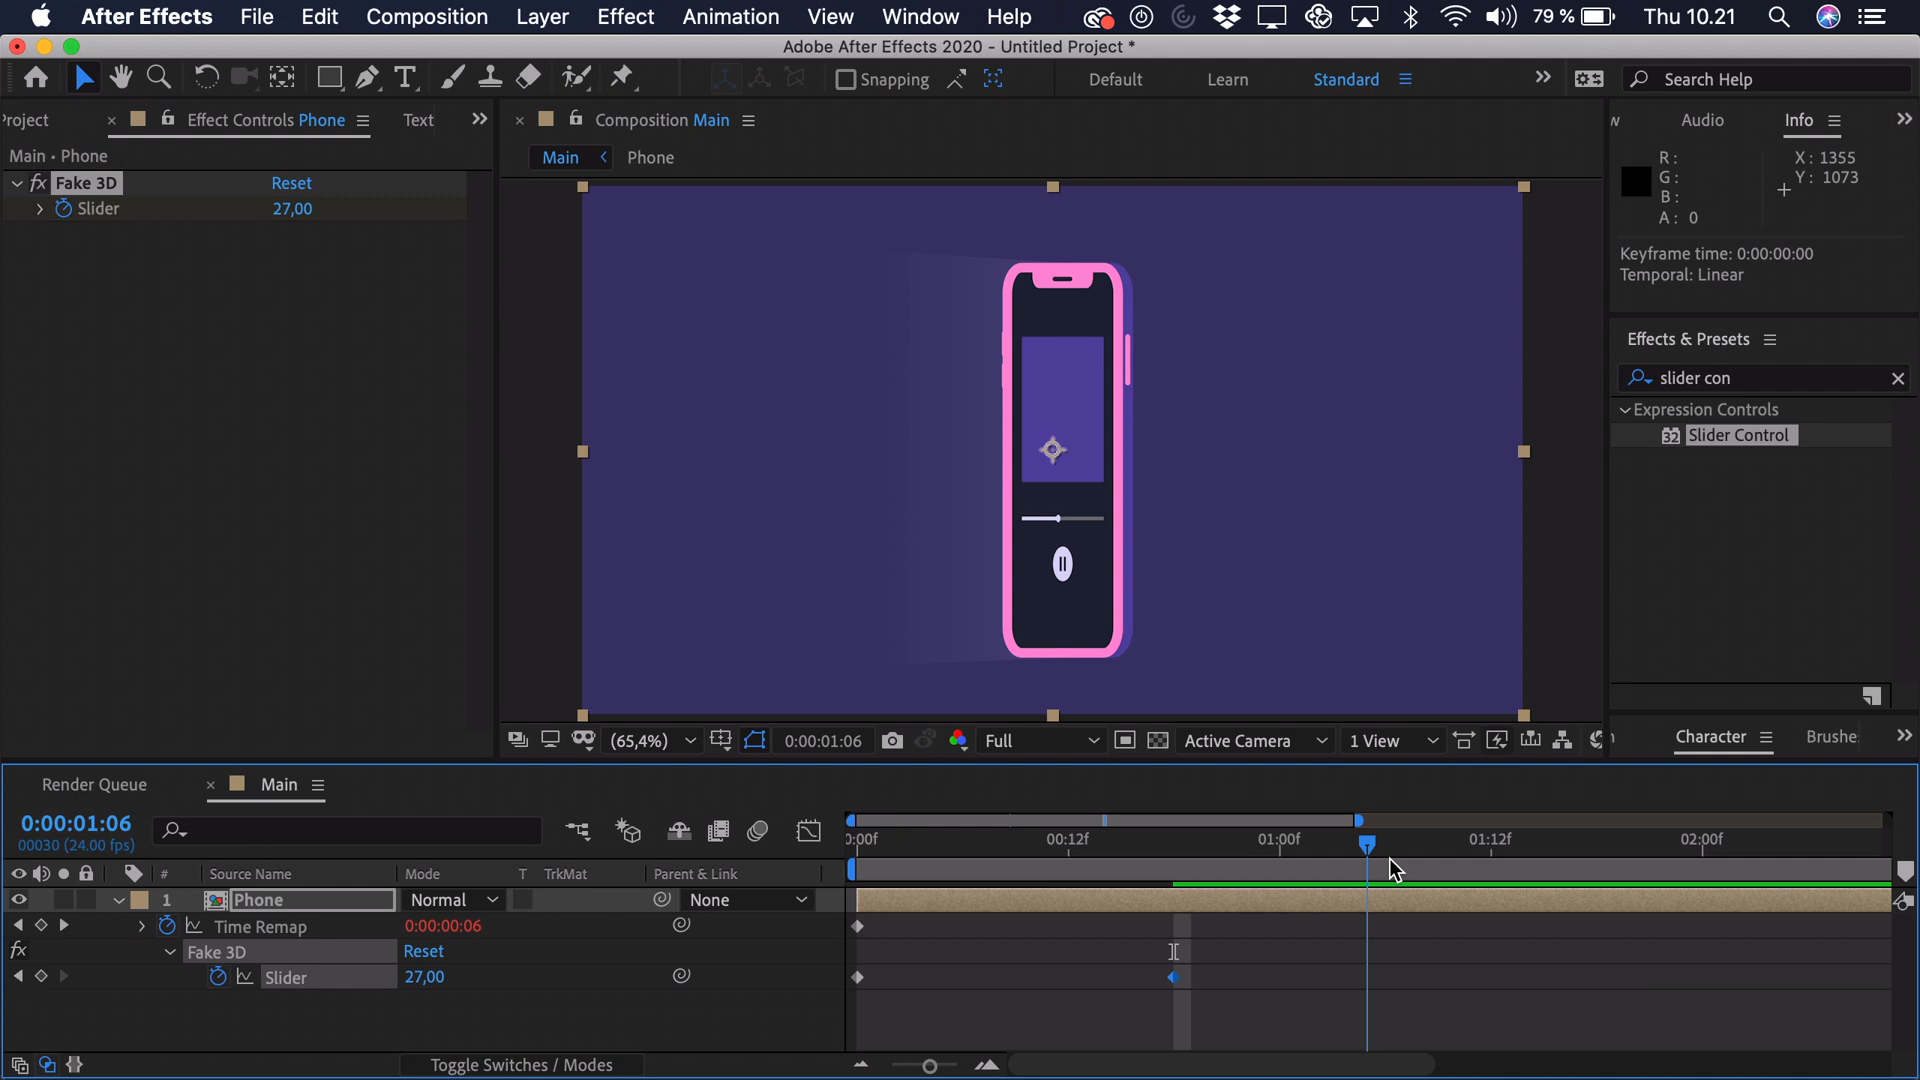 After Effects File Edit Composition Layer Effect Animation View Window Help 79 % Thu 10.21
Adobe After Effects 2020 - Untitled Project *
Snapping Default Learn Standard Search Help
Project Effect Controls Phone Text Composition Main Audio Info
Main • Phone
Main Phone
Fake 3D Reset
Slider 27,00
R: X: 1355
G: Y: 1073
B:
A: 0
Keyframe time: 0:00:00:00
Temporal: Linear
Effects & Presets
slider con
Expression Controls
32 Slider Control
(65,4%) 0:00:01:06 Full Active Camera 1 View
Character Brushe
Render Queue Main
0:00:01:06
00030 (24.00 fps)
0:00f 00:12f 01:00f 01:12f 02:00f
# Source Name Mode T TrkMat Parent & Link
1 Phone Normal None
Time Remap 0:00:00:06
fx Fake 3D Reset
Slider 27,00
Toggle Switches / Modes